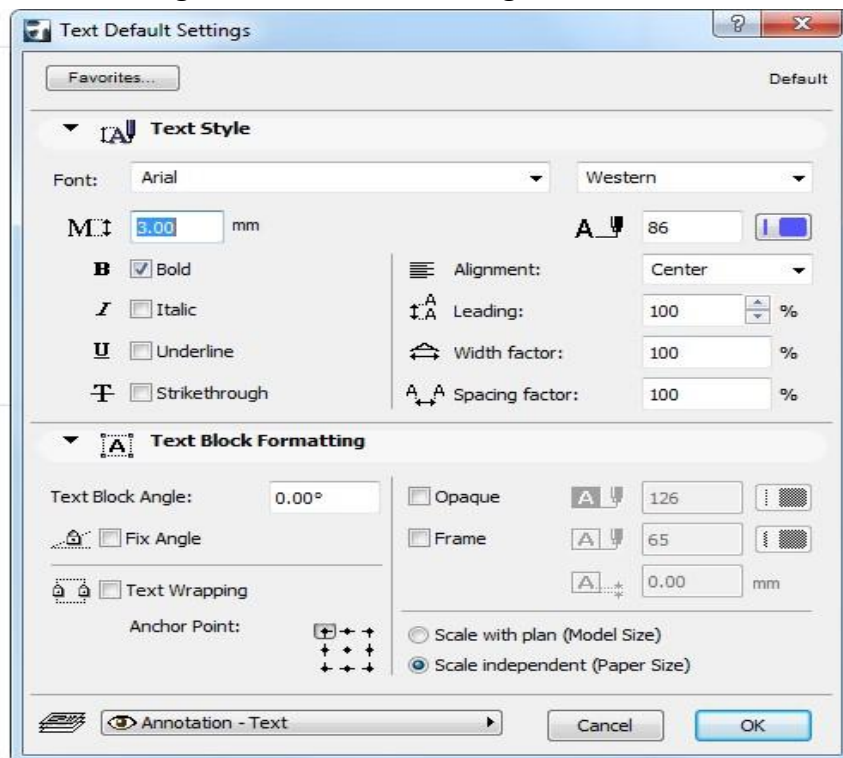 Text Default Settings
Favorites... Default
Text Style
Font: Arial Western
M 3.00 mm A 86
B Bold Alignment: Center
I Italic A A Leading: 100 %
U Underline Width factor: 100 %
T Strikethrough A A Spacing factor: 100 %
A Text Block Formatting
Text Block Angle: 0.00° Opaque A 126
Fix Angle Frame A 65
A 0.00 mm
Text Wrapping
Anchor Point:
Scale with plan (Model Size)
Scale independent (Paper Size)
Annotation - Text Cancel OK